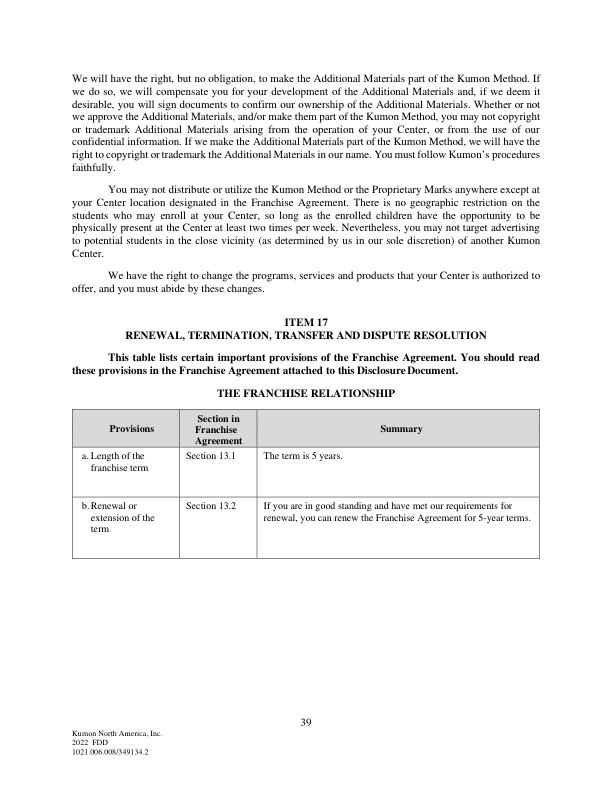 We will have the right, but no obligation, to make the Additional Materials part of the Kumon Method. If
we do so, we will compensate you for your development of the Additional Materials and, if we deem it
desirable, you will sign documents to confirm our ownership of the Additional Materials. Whether or not
we approve the Additional Materials, and/or make them part of the Kumon Method, you may not copyright
or trademark Additional Materials arising from the operation of your Center, or from the use of our
confidential information. If we make the Additional Materials part of the Kumon Method, we will have the
right to copyright or trademark the Additional Materials in our name. You must follow Kumon's procedures
faithfully.
You may not distribute or utilize the Kumon Method or the Proprietary Marks anywhere except at
your Center location designated in the Franchise Agreement. There is no geographic restriction on the
students who may enroll at your Center, so long as the enrolled children have the opportunity to be
physically present at the Center at least two times per week. Nevertheless, you may not target advertising
to potential students in the close vicinity (as determined by us in our sole discretion) of another Kumon
Center.
We have the right to change the programs, services and products that your Center is authorized to
offer, and you must abide by these changes.
ITEM 17
RENEWAL, TERMINATION, TRANSFER AND DISPUTE RESOLUTION
This table lists certain important provisions of the Franchise Agreement. You should read
these provisions in the Franchise Agreement attached to this Disclosure Document.
THE FRANCHISE RELATIONSHIP
Provisions
Section in
Franchise
Agreement
Summary
a. Length of the
franchise term
Section 13.1
The term is 5 years.
b. Renewal or
extension of the
term
Section 13.2
If you are in good standing and have met our requirements for
renewal, you can renew the Franchise Agreement for 5-year terms.
39
Kumon North America, Inc.
2022 FDD
1021.006.008/349134.2